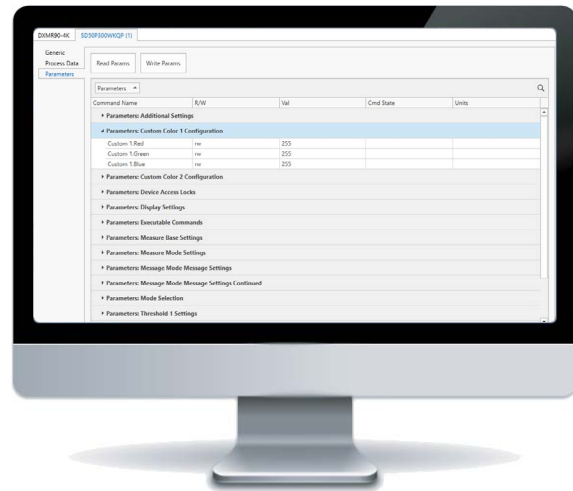 DXMR90-4K SD50P300WKQP (1)
Generic
Process Data
Parameters
Read Params Write Params
Parameters
Command Name R/W Val Cmd State Units
Parameters: Additional Settings
Parameters: Custom Color 1 Configuration
Custom 1:Red rw 255
Custom 1:Green rw 255
Custom 1:Blue rw 255
Parameters: Custom Color 2 Configuration
Parameters: Device Access Locks
Parameters: Display Settings
Parameters: Executable Commands
Parameters: Measure Base Settings
Parameters: Measure Mode Settings
Parameters: Message Mode Message Settings
Parameters: Message Mode Message Settings Continued
Parameters: Mode Selection
Parameters: Threshold 1 Settings